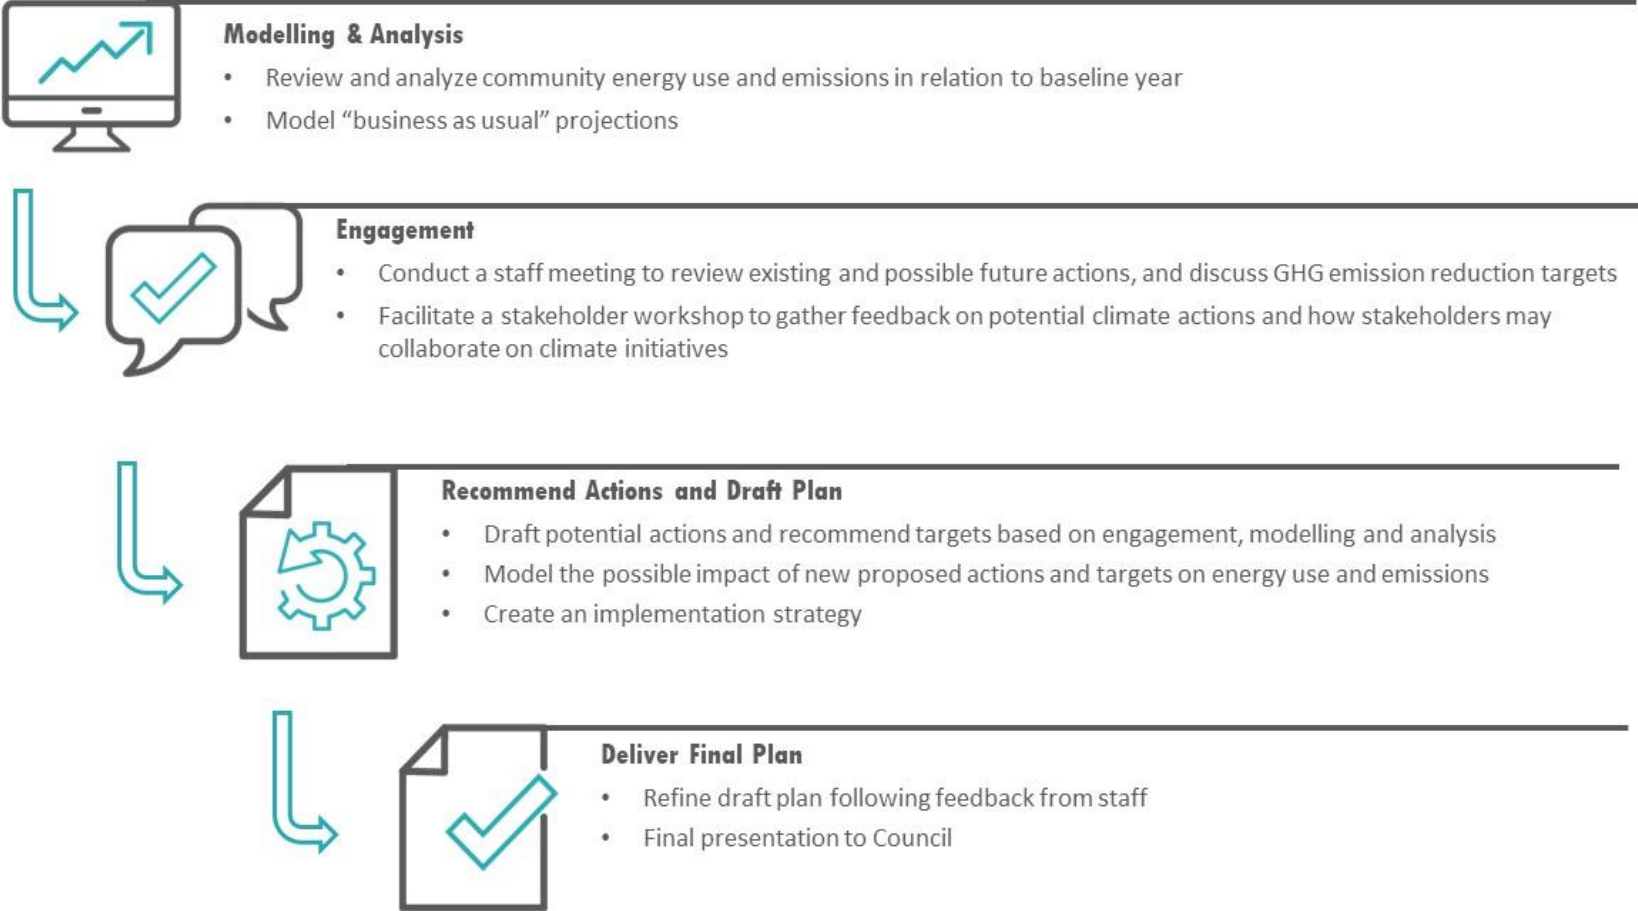 Modelling & Analysis
• Review and analyze community energy use and emissions in relation to baseline year
• Model “business as usual” projections
Engagement
• Conduct a staff meeting to review existing and possible future actions, and discuss GHG emission reduction targets
• Facilitate a stakeholder workshop to gather feedback on potential climate actions and how stakeholders may
collaborate on climate initiatives
Recommend Actions and Draft Plan
• Draft potential actions and recommend targets based on engagement, modelling and analysis
• Model the possible impact of new proposed actions and targets on energy use and emissions
• Create an implementation strategy
Deliver Final Plan
• Refine draft plan following feedback from staff
• Final presentation to Council